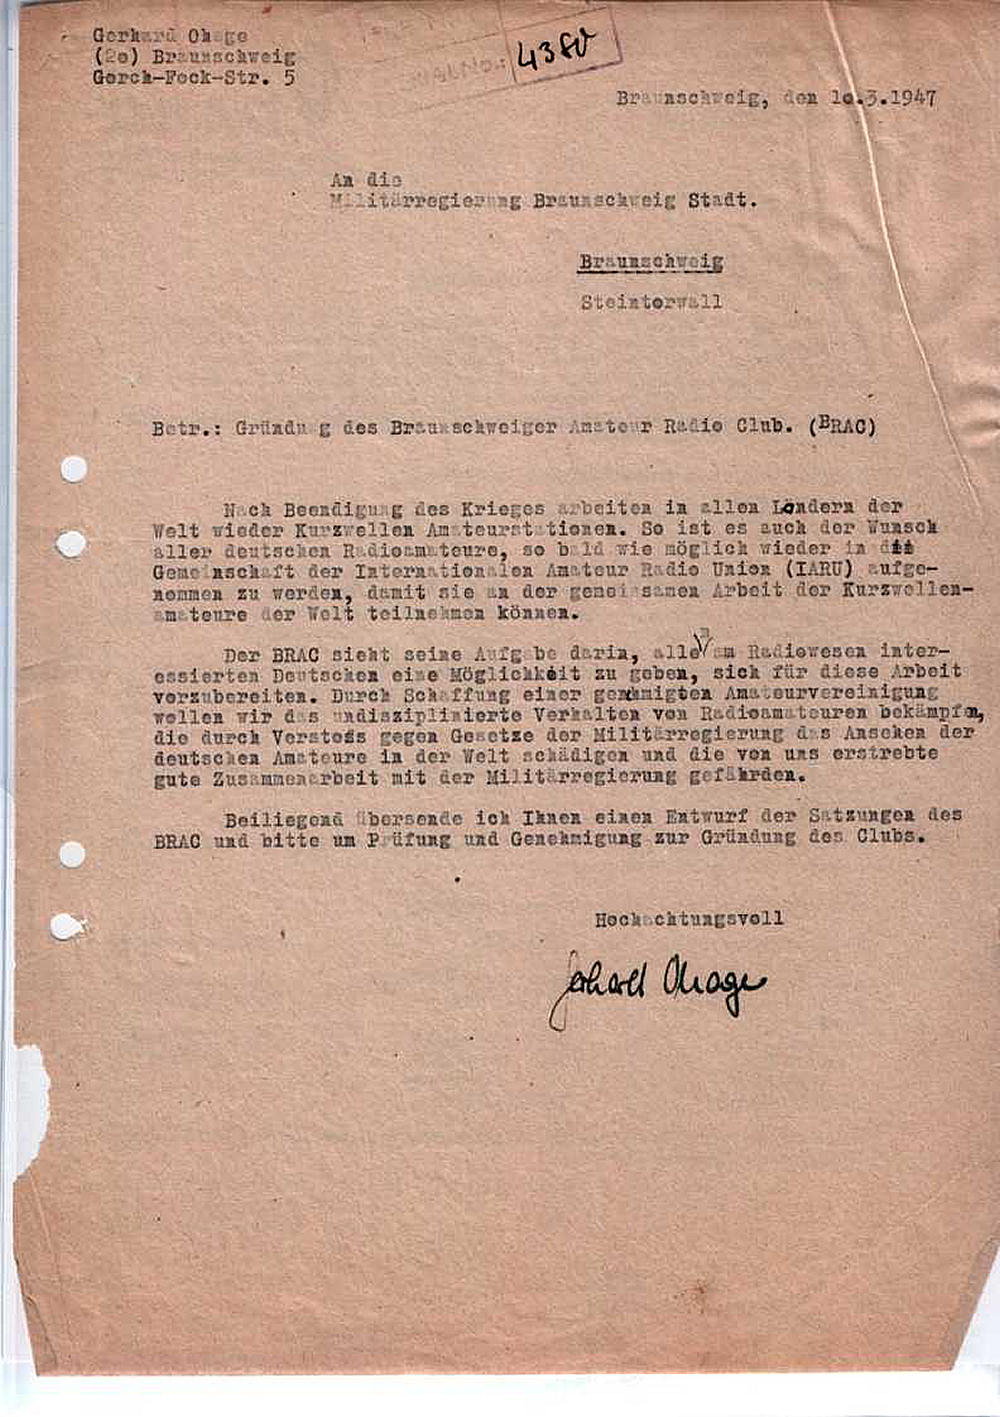 Gerhard Ohage
(20) Braunschweig
Gorch-Fock-Str. 5
4380
Braunschweig, den 10.3.1947
An die
Militärregierung Braunschweig Stadt.
Braunschweig
Steintorwall
Betr.: Gründung des Braunschweiger Amateur Radio Club. (BRAC)
Nach Beendigung des Krieges arbeiten in allen Ländern der
Welt wieder Kurzwellen Amateurstationen. So ist es auch der Wunsch
aller deutschen Radioamateure, so bald wie möglich wieder in die
Gemeinschaft der Internationalen Amateur Radio Union (IARU) aufge-
nommen zu werden, damit sie an der gemeinsamen Arbeit der Kurzwellen-
amateure der Welt teilnehmen können.
Der BRAC sieht seine Aufgabe darin, allen am Radiowesen inter-
essierten Deutschen eine Möglichkeit zu geben, sich für diese Arbeit
vorzubereiten. Durch Schaffung einer genehmigten Amateurvereinigung
wollen wir das undisziplinierte Verhalten von Radioamateuren bekämpfen,
die durch Verstoss gegen Gesetze der Militärregierung das Ansehen der
deutschen Amateure in der Welt schädigen und die von uns erstrebte
gute Zusammenarbeit mit der Militärregierung gefährden.
Beiliegend übersende ich Ihnen einen Entwurf der Satzungen des
BRAC und bitte um Prüfung und Genehmigung zur Gründung des Clubs.
Hochachtungsvoll
Gerhard Ohage